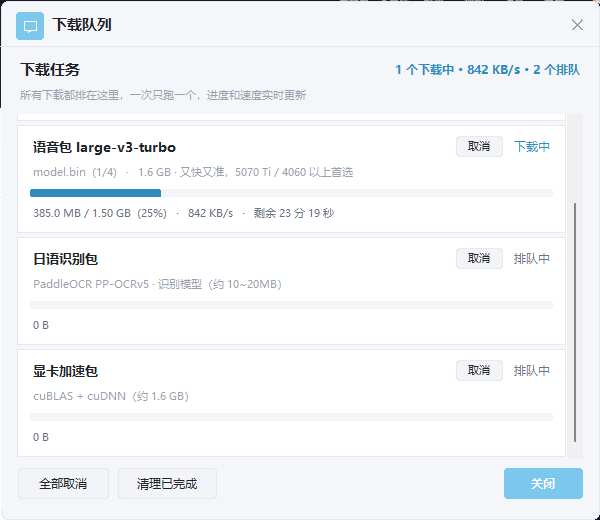 下载队列
下载任务
1 个下载中 • 842 KB/s • 2 个排队
所有下载都排在这里，一次只跑一个，进度和速度实时更新
语音包 large-v3-turbo
取消
下载中
model.bin（1/4） · 1.6 GB · 又快又准，5070 Ti / 4060 以上首选
385.0 MB / 1.50 GB（25%） · 842 KB/s · 剩余 23 分 19 秒
日语识别包
取消
排队中
PaddleOCR PP-OCRv5 · 识别模型（约 10~20MB）
0 B
显卡加速包
取消
排队中
cuBLAS + cuDNN（约 1.6 GB）
0 B
全部取消
清理已完成
关闭